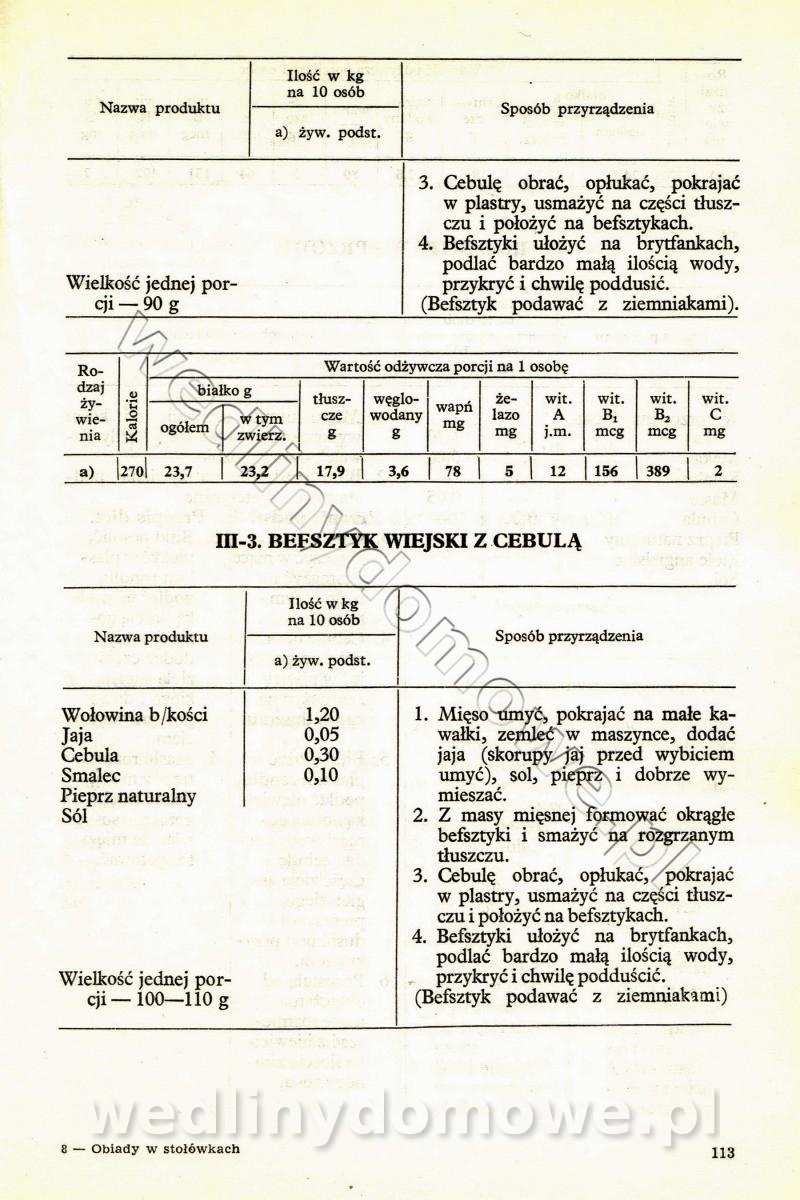 Nazwa produktu
Ilość w kg
na 10 osób
a) żyw. podst.
Sposób przyrządzenia
Wielkość jednej por-
cji — 90 g
3. Cebulę obrać, opłukać, pokrajać
w plastry, usmażyć na części tłusz-
czu i położyć na befsztykach.
4. Befsztyki ułożyć na brytfankach,
podlać bardzo małą ilością wody,
przykryć i chwilę poddusić.
(Befsztyk podawać z ziemniakami).
Ro-
dzaj
ży-
wie-
nia
Kalorie
Wartość odżywcza porcji na 1 osobę
białko g
ogółem
w tym
zwierz.
tłusz-
cze
g
węglo-
wodany
g
wapń
mg
że-
lazo
mg
wit.
A
j.m.
wit.
B₁
mcg
wit.
B₂
mcg
wit.
C
mg
a) 270 23,7 23,2 17,9 3,6 78 5 12 156 389 2
III-3. BEFSZTYK WIEJSKI Z CEBULĄ
Nazwa produktu
Ilość w kg
na 10 osób
a) żyw. podst.
Sposób przyrządzenia
Wołowina b/kości 1,20
Jaja 0,05
Cebula 0,30
Smalec 0,10
Pieprz naturalny
Sól
Wielkość jednej por-
cji — 100—110 g
1. Mięso umyć, pokrajać na małe ka-
wałki, zemleć w maszynce, dodać
jaja (skorupy jaj przed wybiciem
umyć), sol, pieprz i dobrze wy-
mieszać.
2. Z masy mięsnej formować okrągłe
befsztyki i smażyć na rozgrzanym
tłuszczu.
3. Cebulę obrać, opłukać, pokrajać
w plastry, usmażyć na części tłusz-
czu i położyć na befsztykach.
4. Befsztyki ułożyć na brytfankach,
podlać bardzo małą ilością wody,
przykryć i chwilę podduścić.
(Befsztyk podawać z ziemniakami)
wedlinydomowe.pl
wedlinydomowe.pl
8 — Obiady w stołówkach
113